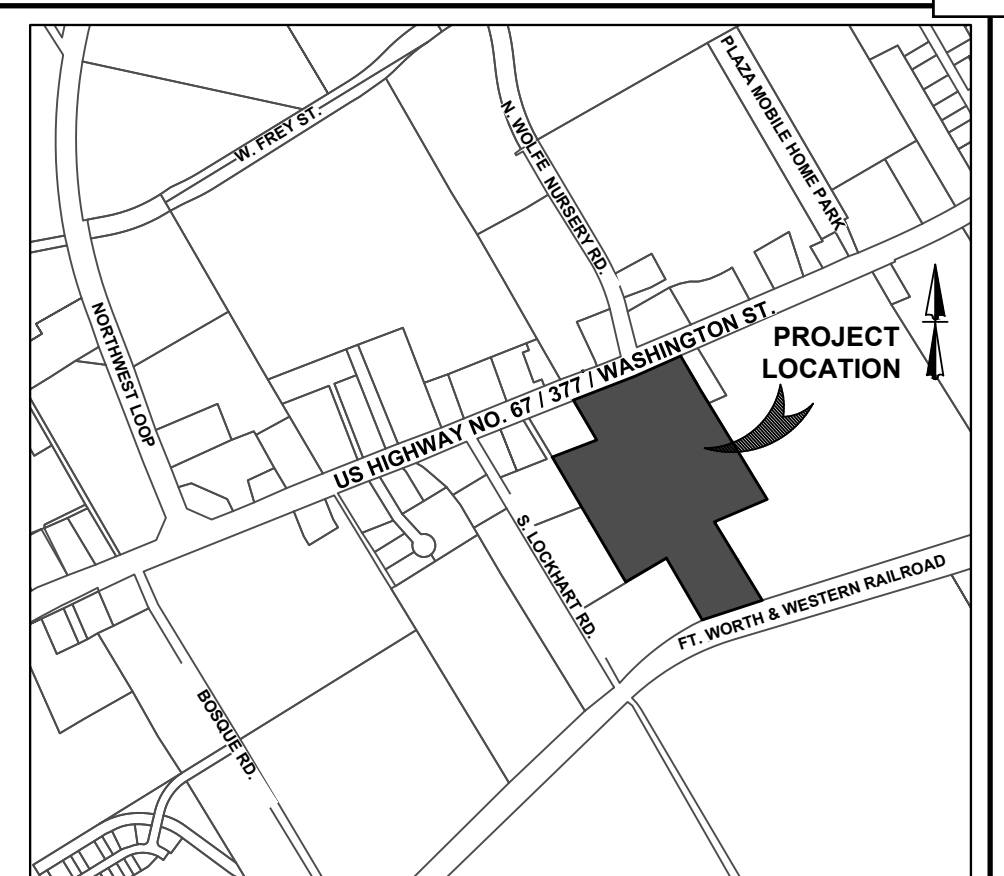 PLAZA MOBILE HOME PARK
W. FREY ST.
N. WOLFE NURSERY RD.
NORTHWEST LOOP
US HIGHWAY NO. 67 / 377 / WASHINGTON ST.
PROJECT
LOCATION
S. LOCKHART RD.
FT. WORTH & WESTERN RAILROAD
BOSQUE RD.